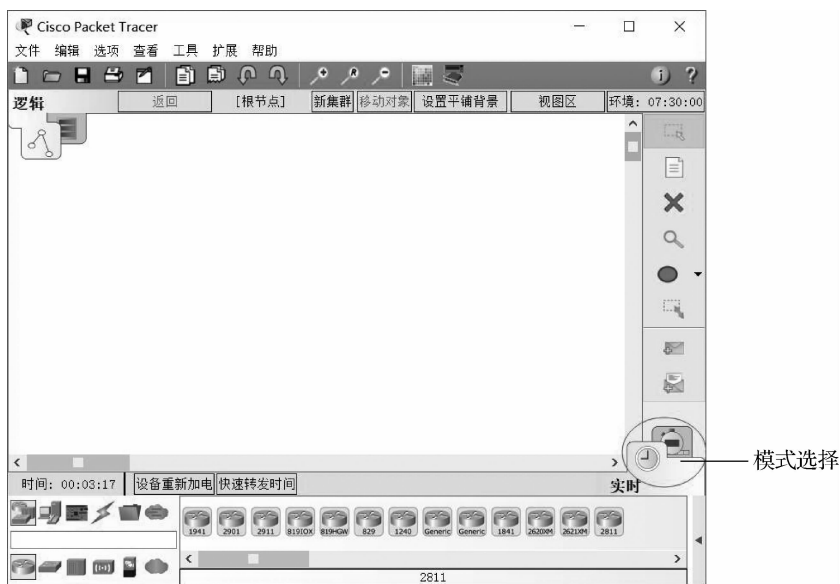 Cisco Packet Tracer
文件 编辑 选项 查看 工具 扩展 帮助
逻辑 返回 [根节点] 新集群 移动对象 设置平铺背景 视图区 环境: 07:30:00
模式选择
时间: 00:03:17 设备重新加电 快速转发时间 实时
1941 2901 2911 819IOX 819HGW 829 1240 Generic Generic 1841 2620XM 2621XM 2811
2811